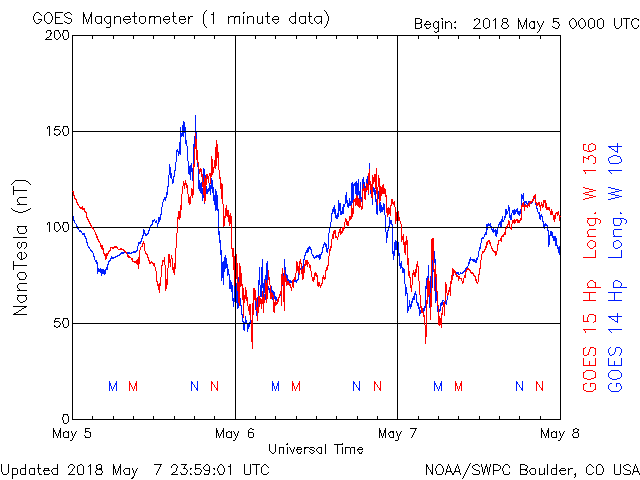 GOES Magnetometer (1 minute data)
Begin: 2018 May 5 0000 UTC
200
150
100
50
0
NanoTesla (nT)
M M N N M M N N M M N N
May 5 May 6 May 7 May 8
Universal Time
GOES 15 Hp Long. W 136
GOES 14 Hp Long. W 104
Updated 2018 May 7 23:59:01 UTC
NOAA/SWPC Boulder, CO USA